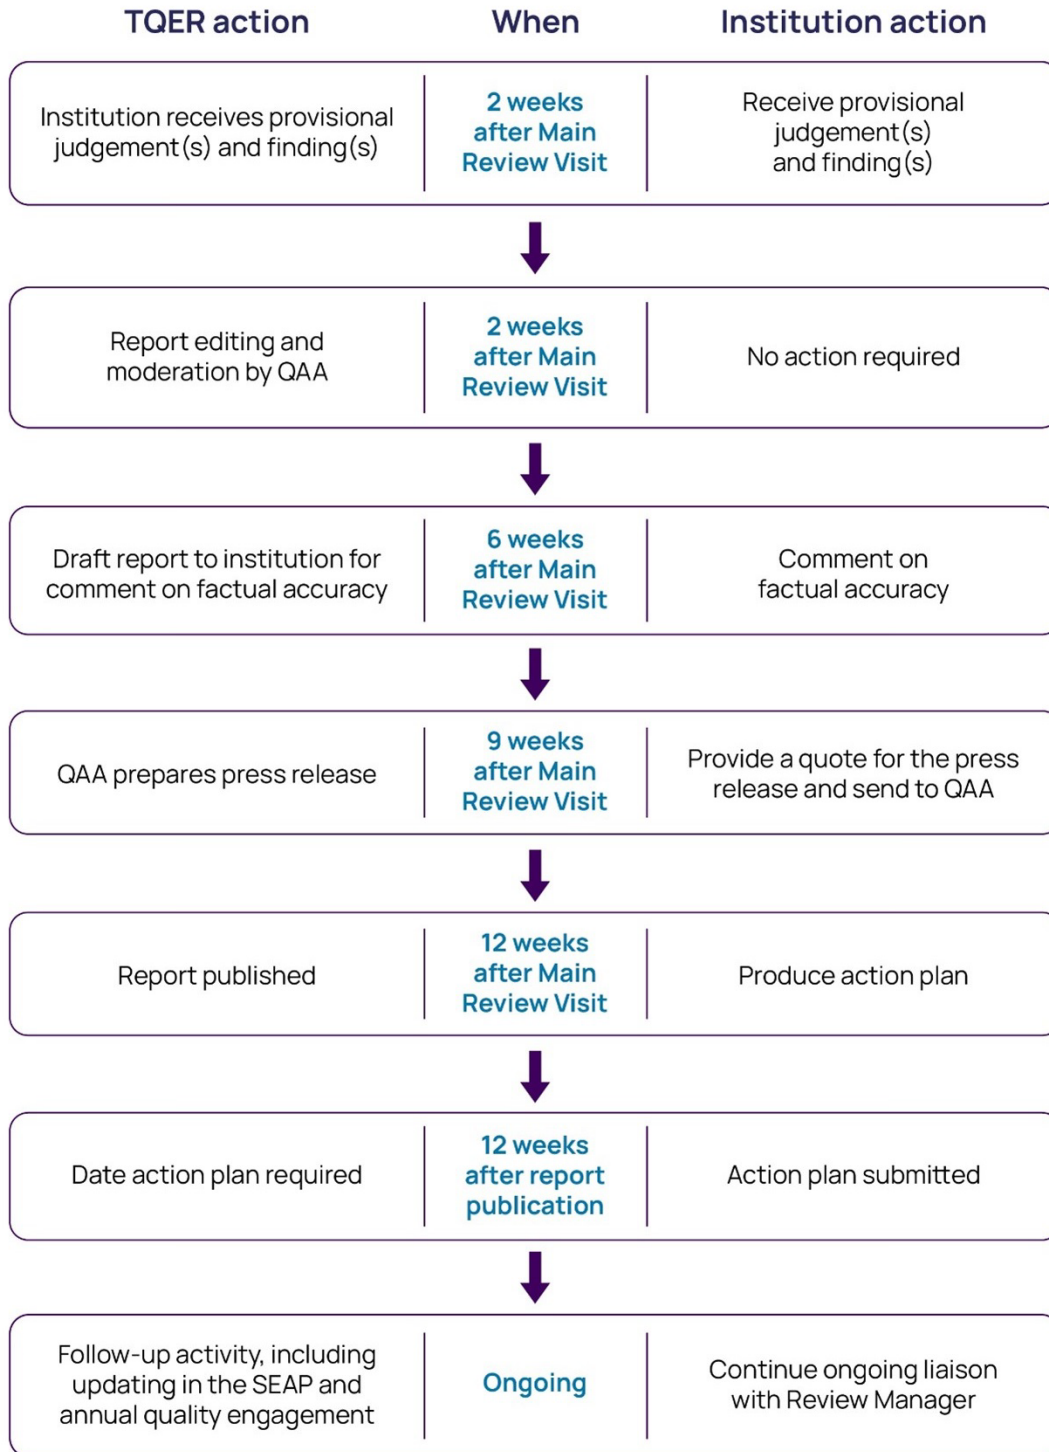 TQER action
When
Institution action
Institution receives provisional
judgement(s) and finding(s)
2 weeks
after Main
Review Visit
Receive provisional
judgement(s)
and finding(s)
Report editing and
moderation by QAA
2 weeks
after Main
Review Visit
No action required
Draft report to institution for
comment on factual accuracy
6 weeks
after Main
Review Visit
Comment on
factual accuracy
QAA prepares press release
9 weeks
after Main
Review Visit
Provide a quote for the press
release and send to QAA
Report published
12 weeks
after Main
Review Visit
Produce action plan
Date action plan required
12 weeks
after report
publication
Action plan submitted
Follow-up activity, including
updating in the SEAP and
annual quality engagement
Ongoing
Continue ongoing liaison
with Review Manager